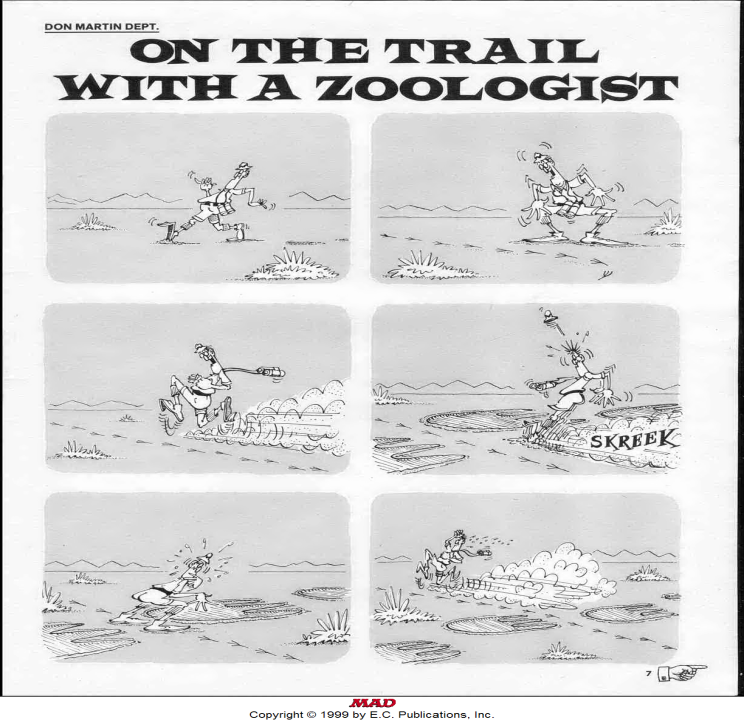 DON MARTIN DEPT.
ON THE TRAIL
WITH A ZOOLOGIST
SKREEK
7
MAD
Copyright © 1999 by E.C. Publications, Inc.